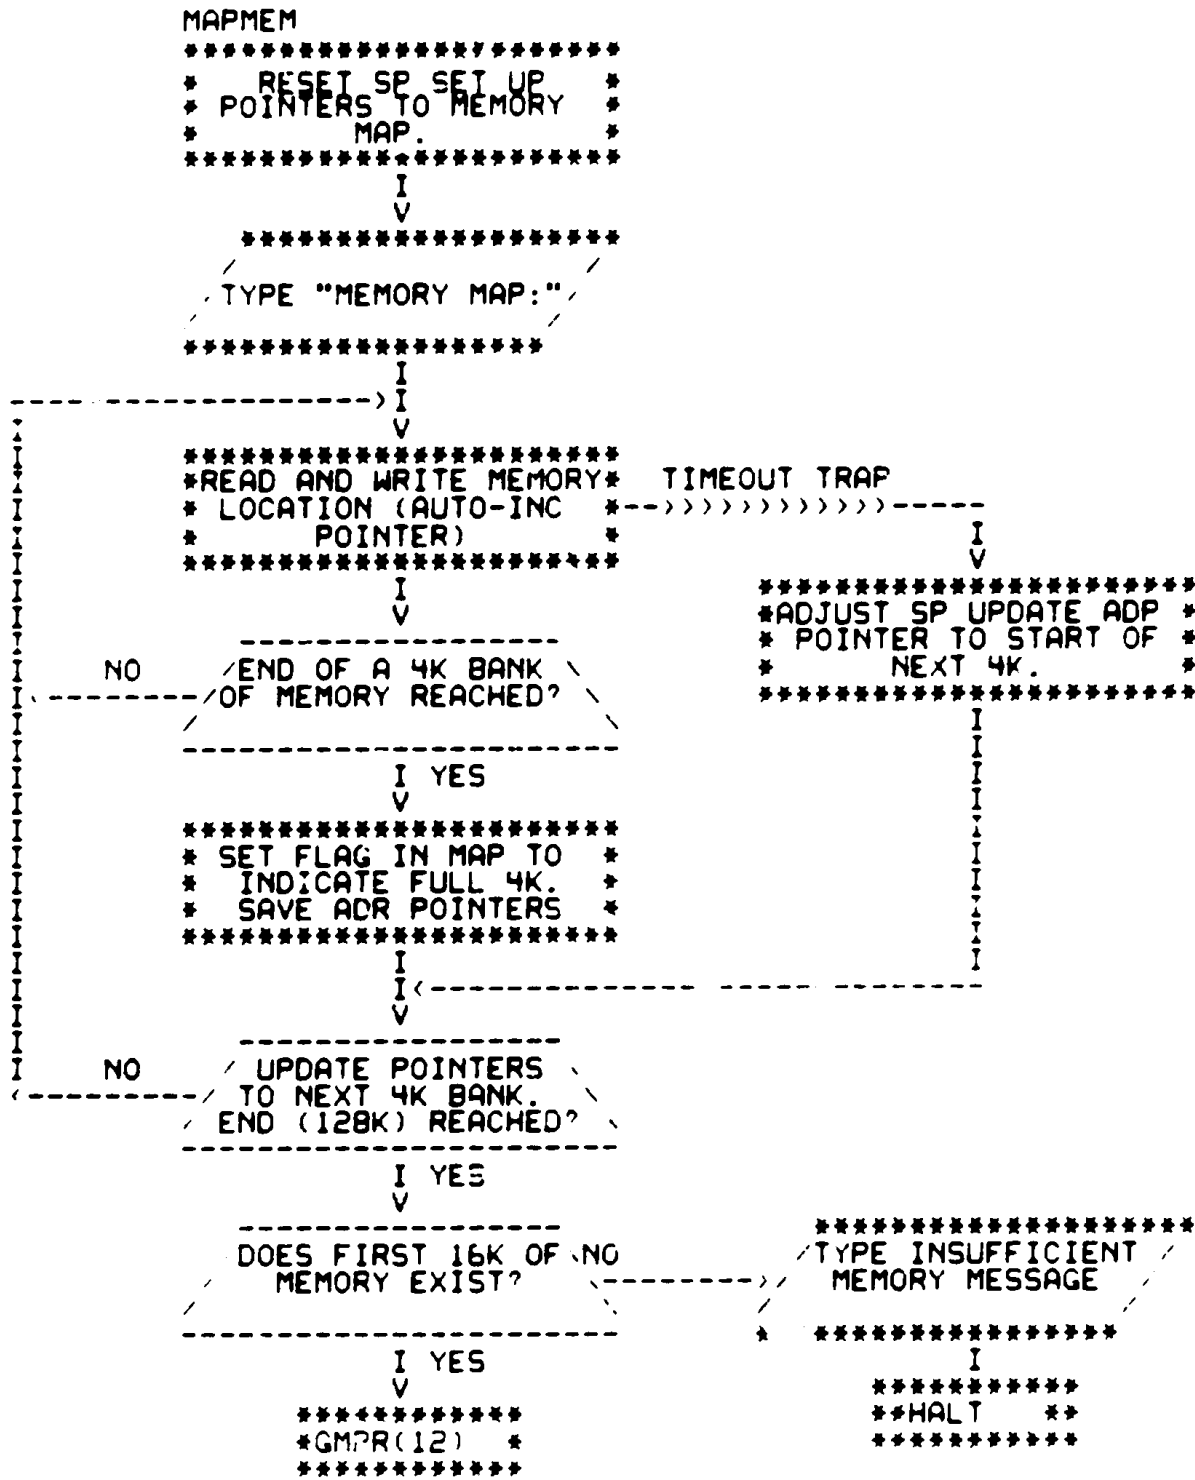 MAPMEM
RESET SP SET UP
POINTERS TO MEMORY
MAP.
TYPE "MEMORY MAP:"
READ AND WRITE MEMORY
LOCATION (AUTO-INC
POINTER)
TIMEOUT TRAP
ADJUST SP UPDATE ADP
POINTER TO START OF
NEXT 4K.
NO
END OF A 4K BANK
OF MEMORY REACHED?
YES
SET FLAG IN MAP TO
INDICATE FULL 4K.
SAVE ADR POINTERS
NO
UPDATE POINTERS
TO NEXT 4K BANK.
END (128K) REACHED?
YES
DOES FIRST 16K OF
MEMORY EXIST?
NO
TYPE INSUFFICIENT
MEMORY MESSAGE
YES
HALT
GMPR(12)